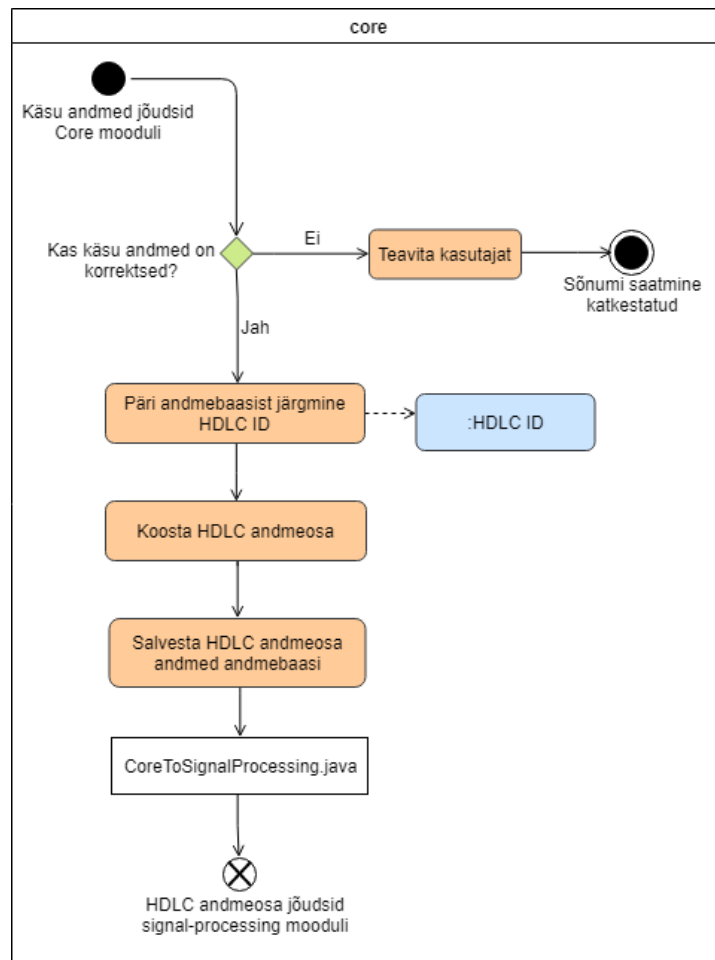 core
Käsu andmed jõudsid
Core mooduli
Kas käsu andmed on
korrektsed?
Ei
Teavita kasutajat
Sõnumi saatmine
katkestatud
Jah
Päri andmebaasist järgmine
HDLC ID
:HDLC ID
Koosta HDLC andmeosa
Salvesta HDLC andmeosa
andmed andmebaasi
CoreToSignalProcessing.java
HDLC andmeosa jõudsid
signal-processing mooduli